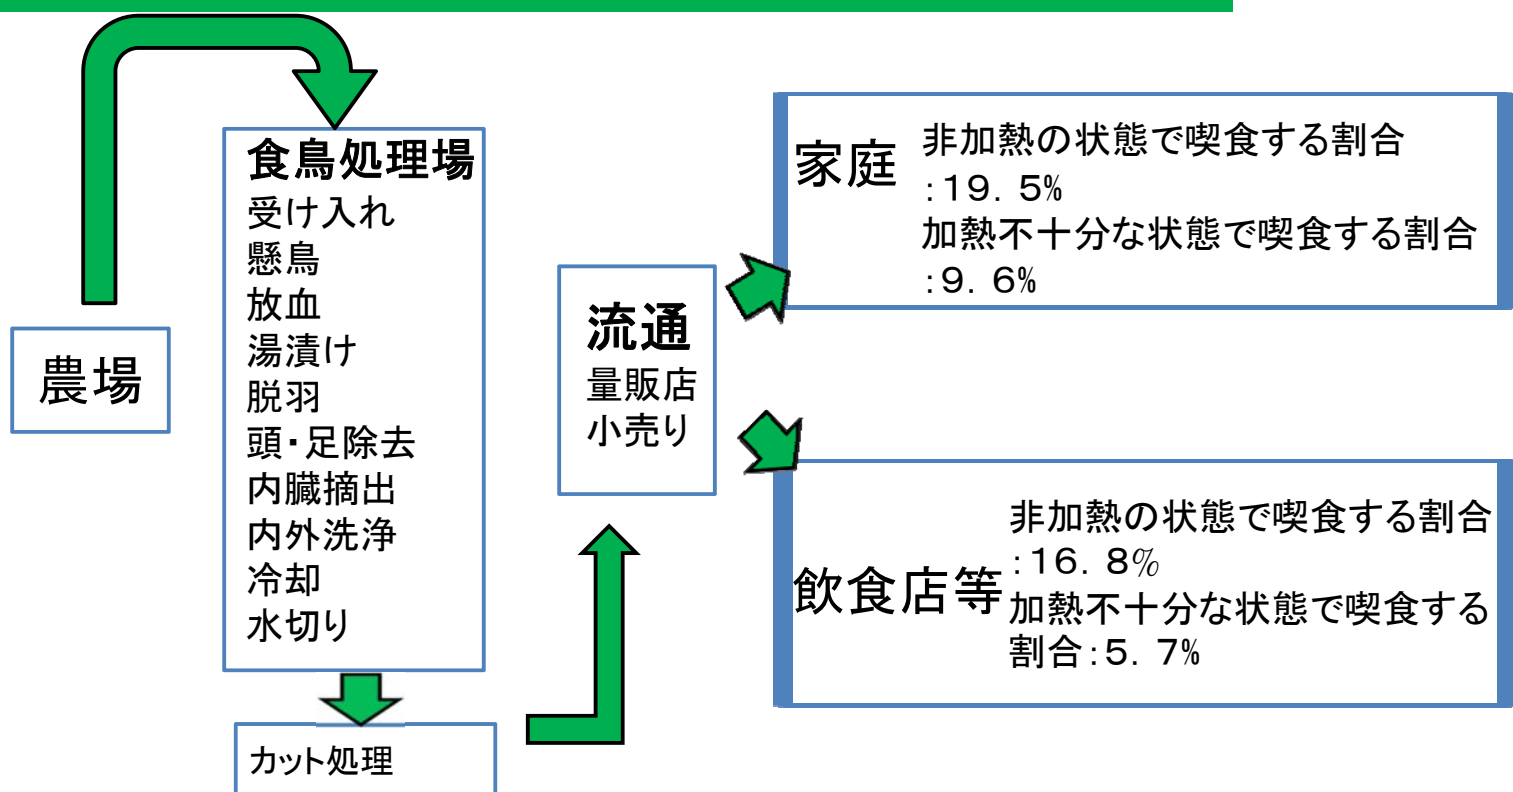 農場
食鳥処理場
受け入れ
懸鳥
放血
湯漬け
脱羽
頭・足除去
内臓摘出
内外洗浄
冷却
水切り
カット処理
流通
量販店
小売り
家庭
非加熱の状態で喫食する割合
:19.5%
加熱不十分な状態で喫食する割合
:9.6%
飲食店等
非加熱の状態で喫食する割合
:16.8%
加熱不十分な状態で喫食する
割合:5.7%